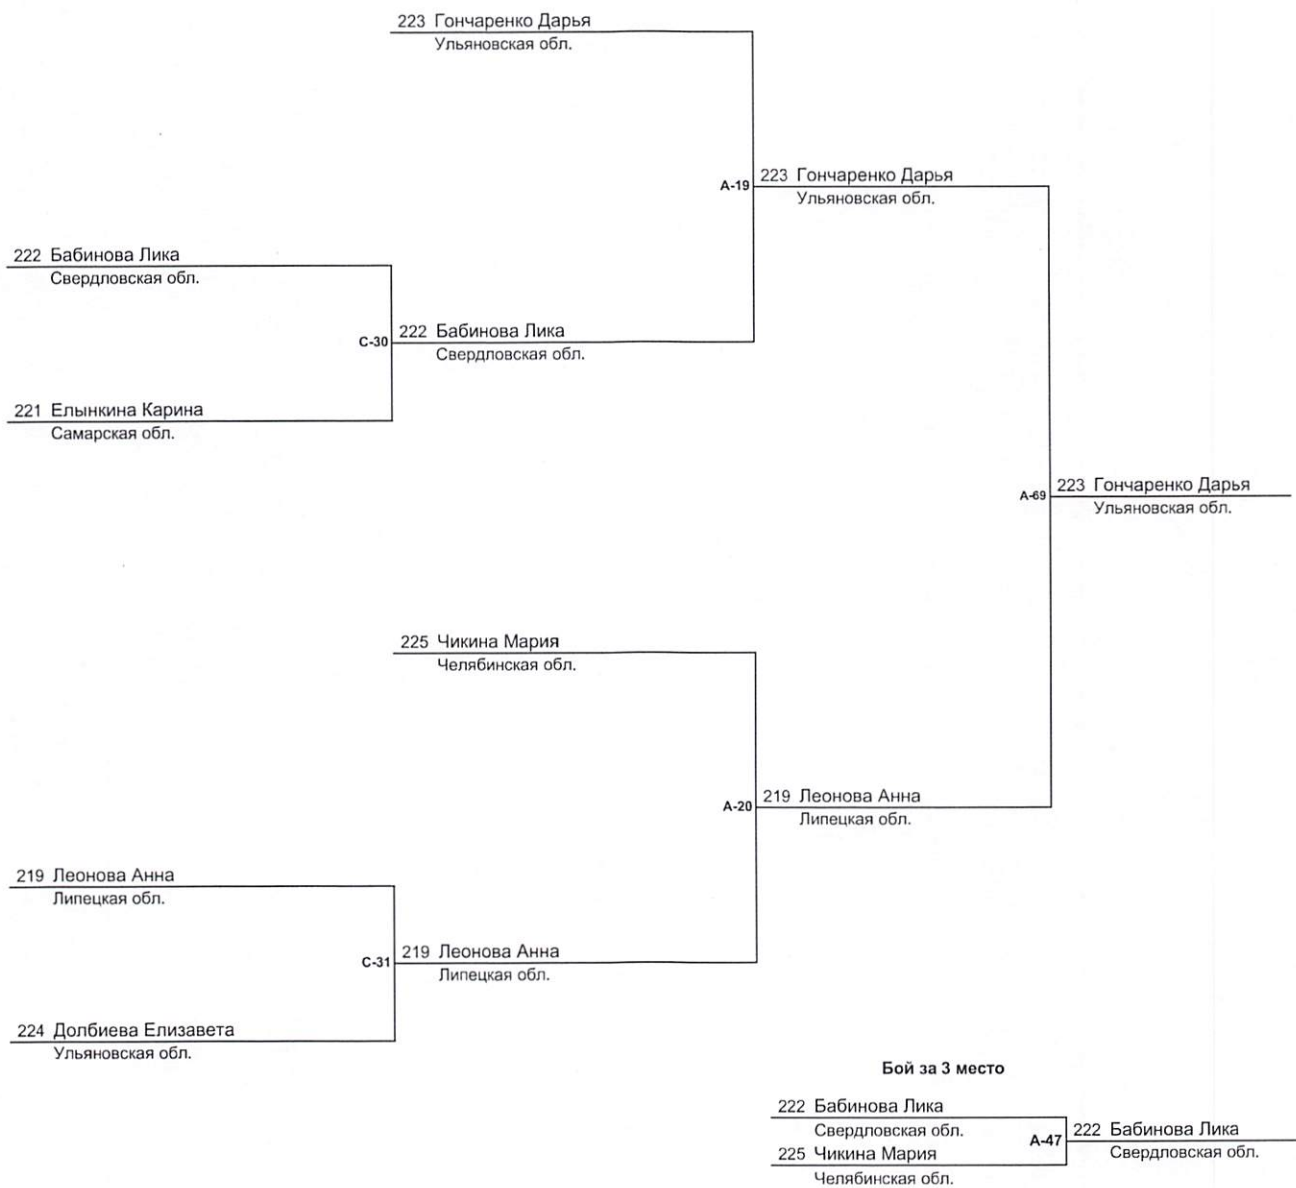 223 Гончаренко Дарья
Ульяновская обл.
А-19
223 Гончаренко Дарья
Ульяновская обл.
222 Бабинова Лика
Свердловская обл.
С-30
222 Бабинова Лика
Свердловская обл.
221 Елынкина Карина
Самарская обл.
А-69
223 Гончаренко Дарья
Ульяновская обл.
225 Чикина Мария
Челябинская обл.
А-20
219 Леонова Анна
Липецкая обл.
219 Леонова Анна
Липецкая обл.
С-31
219 Леонова Анна
Липецкая обл.
224 Долбиева Елизавета
Ульяновская обл.
Бой за 3 место
222 Бабинова Лика
Свердловская обл.
225 Чикина Мария
Челябинская обл.
А-47
222 Бабинова Лика
Свердловская обл.